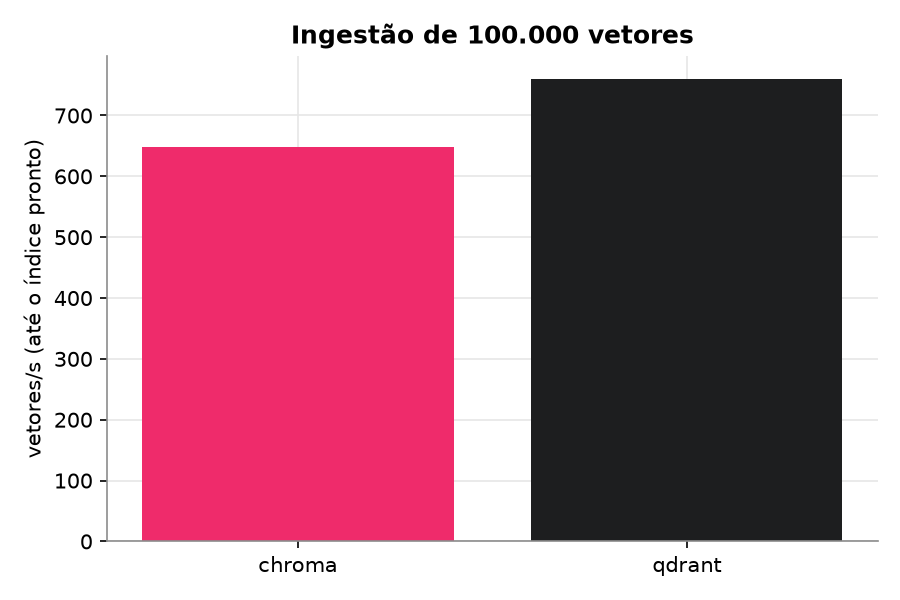 Ingestão de 100.000 vetores
vetores/s (até o índice pronto)
700
600
500
400
300
200
100
0
chroma
qdrant